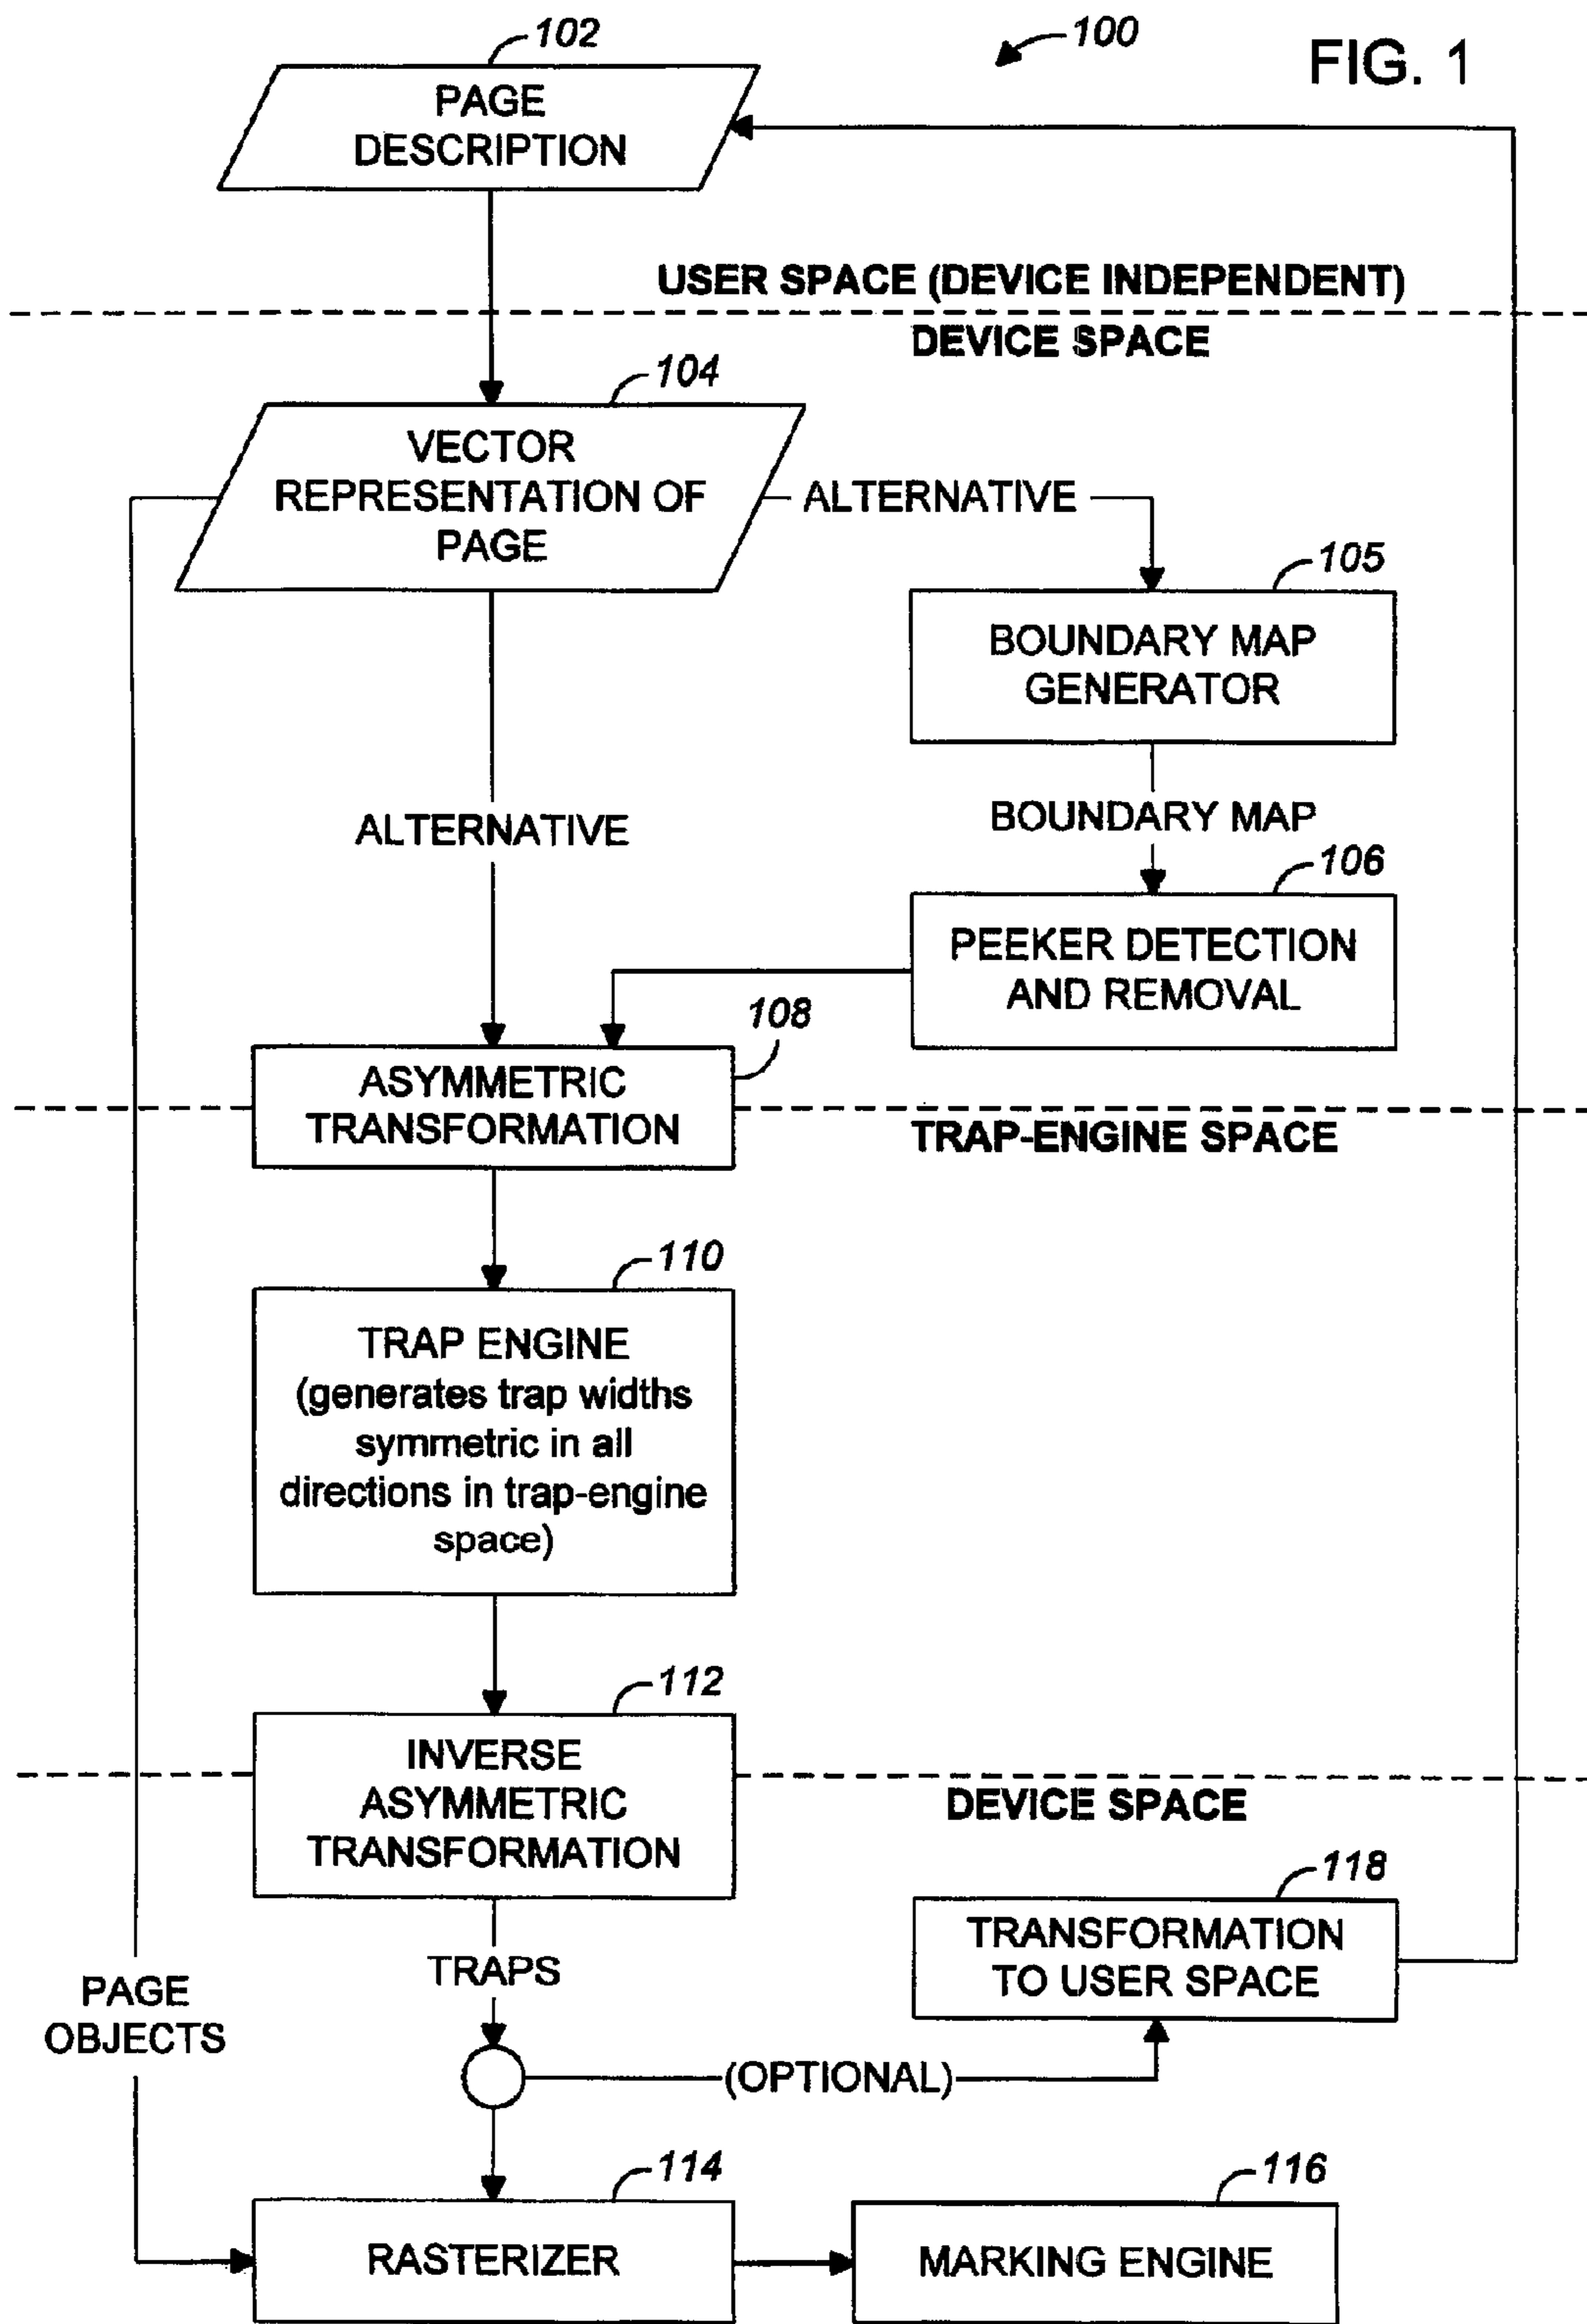 102
100
FIG. 1
PAGE
DESCRIPTION
USER SPACE (DEVICE INDEPENDENT)
DEVICE SPACE
104
VECTOR
REPRESENTATION OF
PAGE
ALTERNATIVE
105
BOUNDARY MAP
GENERATOR
ALTERNATIVE
BOUNDARY MAP
106
PEEKER DETECTION
AND REMOVAL
108
ASYMMETRIC
TRANSFORMATION
TRAP-ENGINE SPACE
110
TRAP ENGINE
(generates trap widths
symmetric in all
directions in trap-engine
space)
112
INVERSE
ASYMMETRIC
TRANSFORMATION
DEVICE SPACE
118
TRANSFORMATION
TO USER SPACE
TRAPS
PAGE
OBJECTS
(OPTIONAL)
114
RASTERIZER
116
MARKING ENGINE